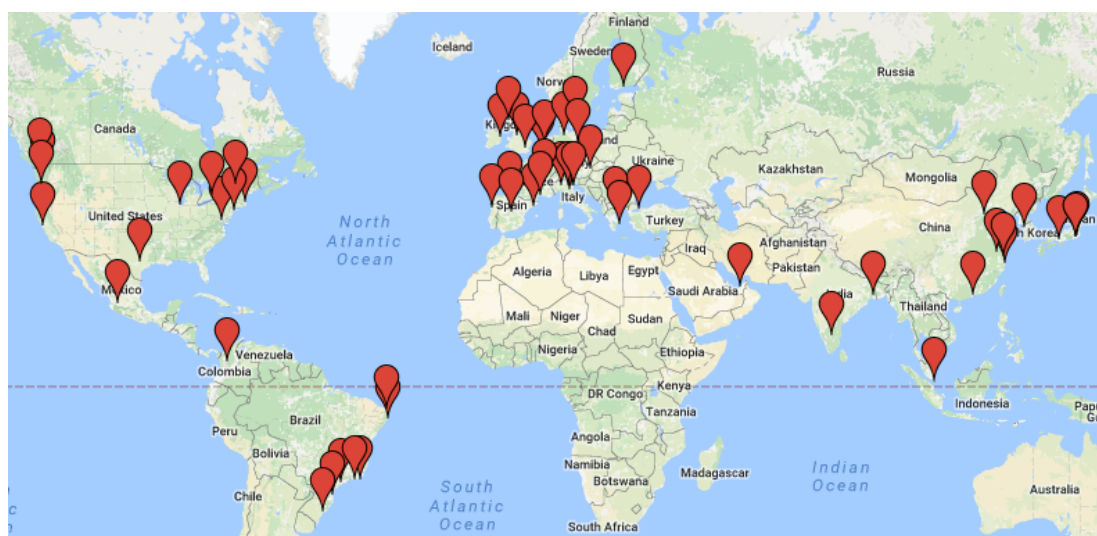 Finland
Iceland
Sweden
Russia
Norw
Canada
Kingd
land
Ukraine
Kazakhstan
Mongolia
United States
Spain
Italy
Turkey
China
th Korea
North
Atlantic
Ocean
Iraq
Afghanistan
Pakistan
Algeria
Libya
Egypt
Saudi Arabia
India
Mexico
Thailand
Mali
Niger
Chad
Sudan
Nigeria
Ethiopia
Venezuela
Colombia
DR Congo
Kenya
Tanzania
Indonesia
Papu
Brazil
Peru
Bolivia
Angola
Namibia
Botswana
Madagascar
Indian
Ocean
Australia
Chile
South
Atlantic
Ocean
South Africa